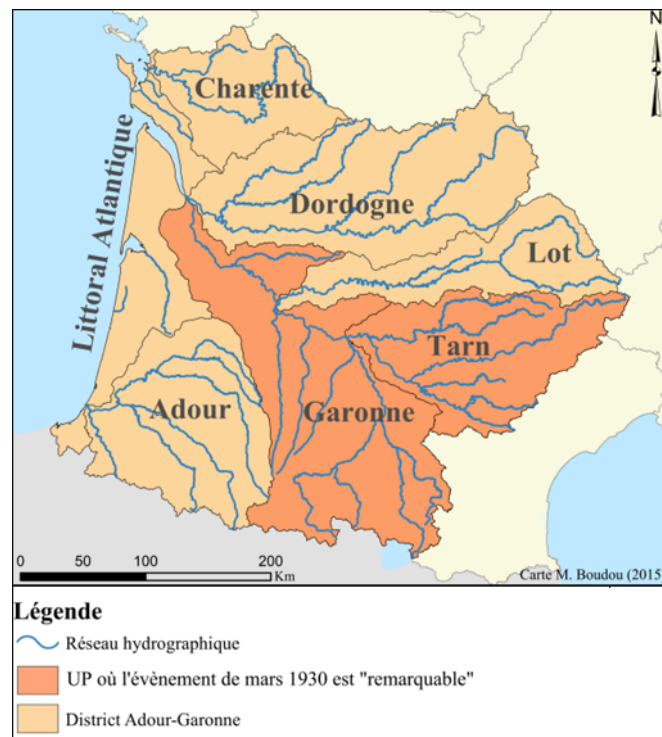 N
Charente
Littoral Atlantique
Dordogne
Lot
Tarn
Adour
Garonne
0 50 100 200
Km
Carte M. Boudou (2015
Légende
Réseau hydrographique
UP où l'évènement de mars 1930 est "remarquable"
District Adour-Garonne